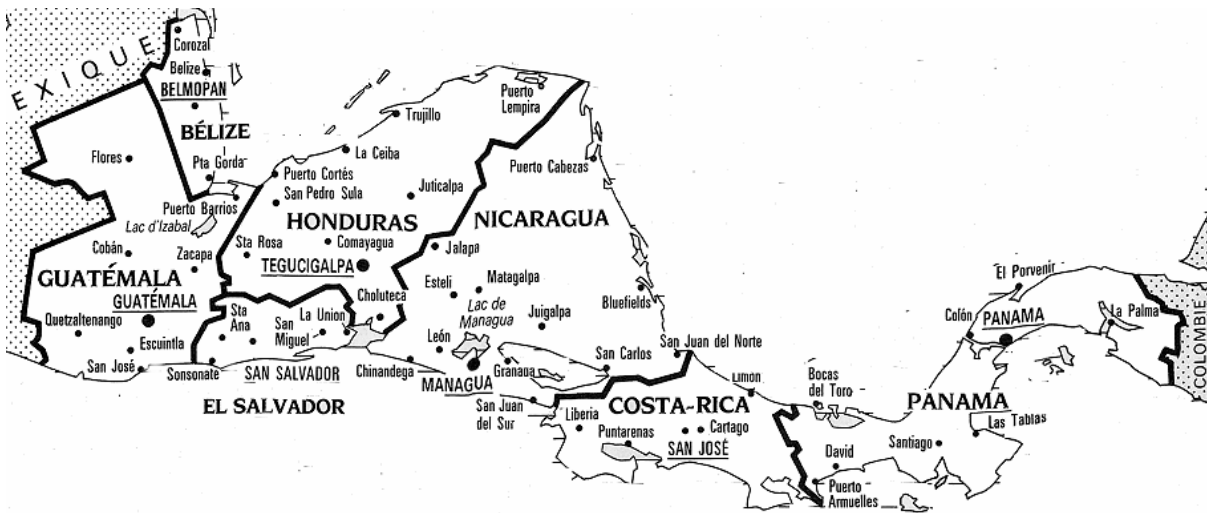 EXIQUE
Corozal
Belize
BELMOPAN
BÉLIZE
Flores
Pta Gorda
Puerto Barrios
Lac d'Izabal
Cobán
Zacapa
GUATÉMALA
GUATÉMALA
Quetzaltenango
Escuintla
San José
Puerto Lempira
Trujillo
La Ceiba
Puerto Cortés
San Pedro Sula
Juticalpa
HONDURAS
Sta Rosa
Comayagua
TEGUCIGALPA
Choluteca
Sta
Ana
La Union
San
Miguel
Sonsonate
SAN SALVADOR
EL SALVADOR
Puerto Cabezas
NICARAGUA
Jalapa
Esteli
Matagalpa
Lac de
Managua
Juigalpa
Bluefields
León
Chinandega
MANAGUA
Granaua
San Carlos
San Juan del Norte
San Juan
del Sur
Liberia
COSTA-RICA
Limon
Puntarenas
Cartago
SAN JOSÉ
Bocas
del Toro
El Porvenir
Colón
PANAMA
La Palma
PANAMA
Las Tablas
Santiago
David
Puerto
Armuelles
COLOMBIE